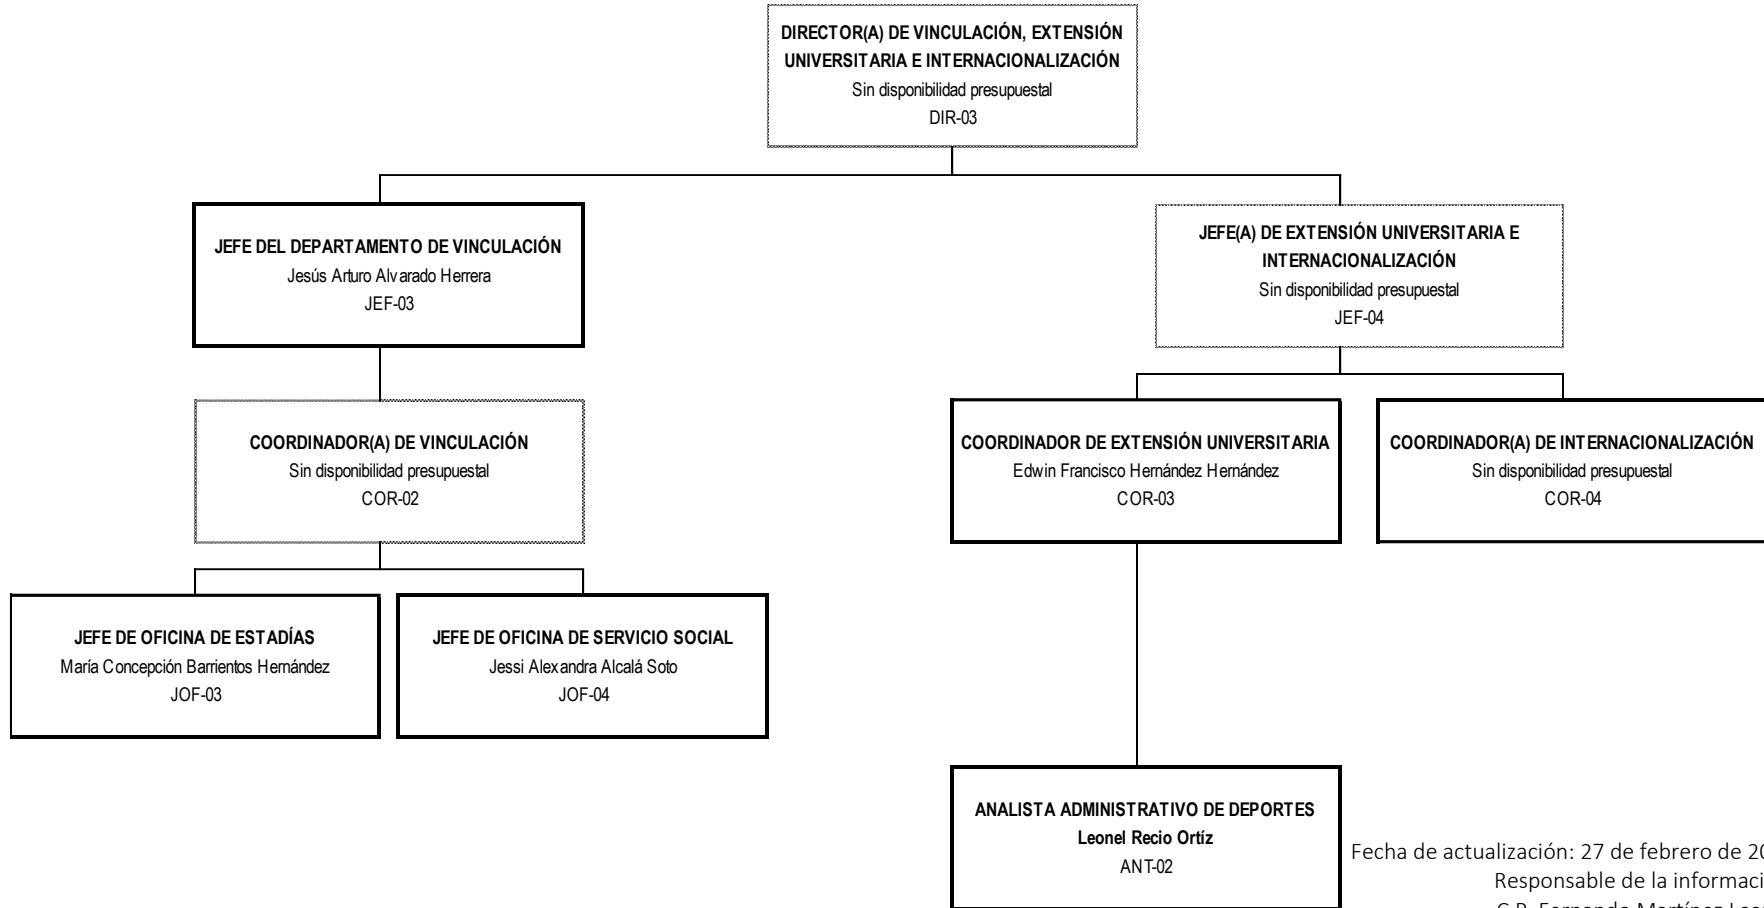 DIRECTOR(A) DE VINCULACIÓN, EXTENSIÓN
UNIVERSITARIA E INTERNACIONALIZACIÓN
Sin disponibilidad presupuestal
DIR-03
JEFE DEL DEPARTAMENTO DE VINCULACIÓN
Jesús Arturo Alvarado Herrera
JEF-03
JEFE(A) DE EXTENSIÓN UNIVERSITARIA E
INTERNACIONALIZACIÓN
Sin disponibilidad presupuestal
JEF-04
COORDINADOR(A) DE VINCULACIÓN
Sin disponibilidad presupuestal
COR-02
COORDINADOR DE EXTENSIÓN UNIVERSITARIA
Edwin Francisco Hernández Hernández
COR-03
COORDINADOR(A) DE INTERNACIONALIZACIÓN
Sin disponibilidad presupuestal
COR-04
JEFE DE OFICINA DE ESTADÍAS
María Concepción Barrientos Hernández
JOF-03
JEFE DE OFICINA DE SERVICIO SOCIAL
Jessi Alexandra Alcalá Soto
JOF-04
ANALISTA ADMINISTRATIVO DE DEPORTES
Leonel Recio Ortíz
ANT-02
Fecha de actualización: 27 de febrero de
Responsable de la
C.P. Fernando Martínez